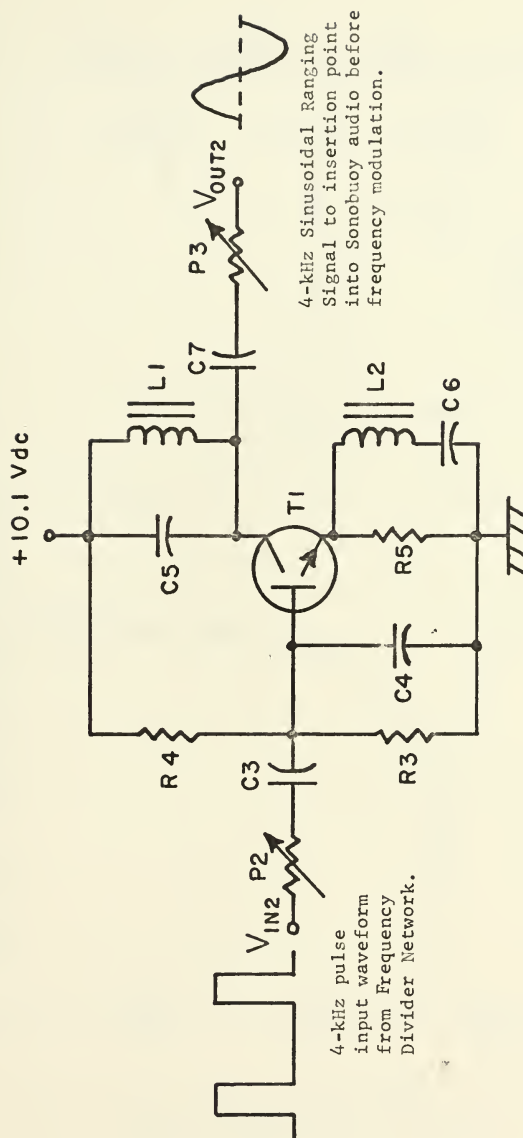 +10.1 Vdc
R4
C5
L1
C7
P3
VOUT2
4-kHz Sinusoidal Ranging
Signal to insertion point
into Sonobuoy audio before
frequency modulation.
VIN2
P2
C3
T1
4-kHz pulse
input waveform
from Frequency
Divider Network.
R3
C4
R5
L2
C6